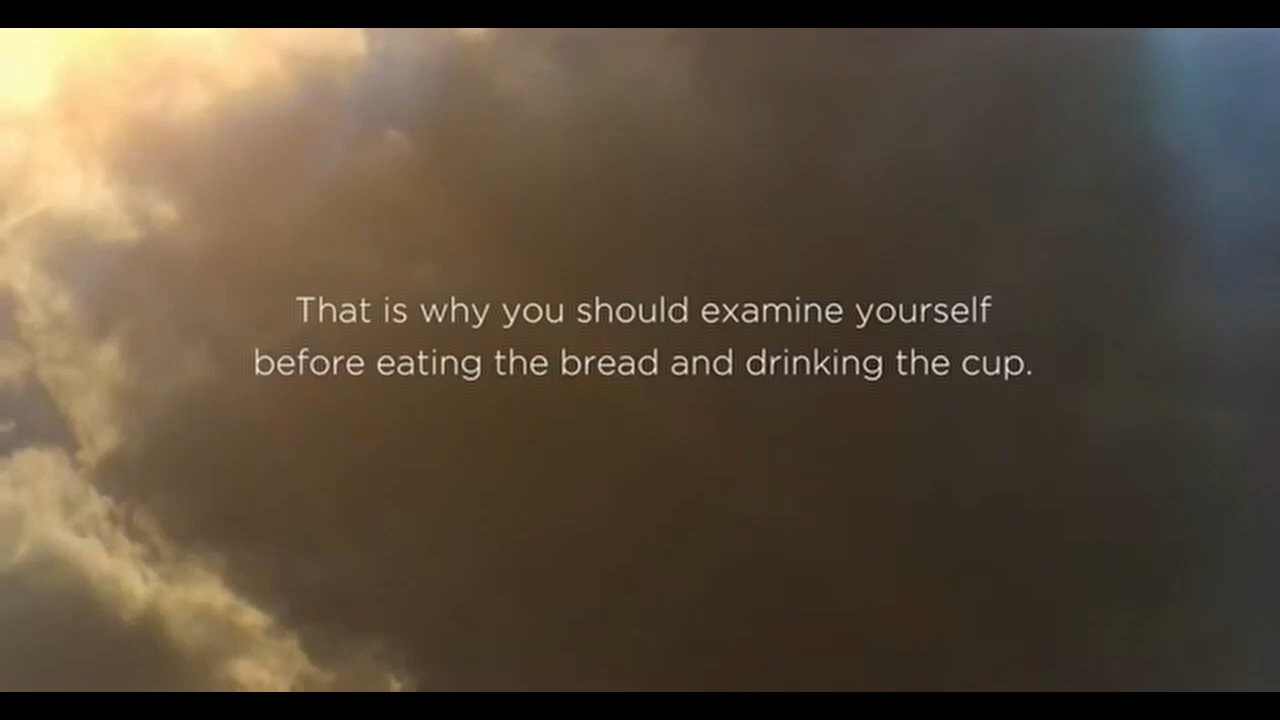 That is why you should examine yourself
before eating the bread and drinking the cup.